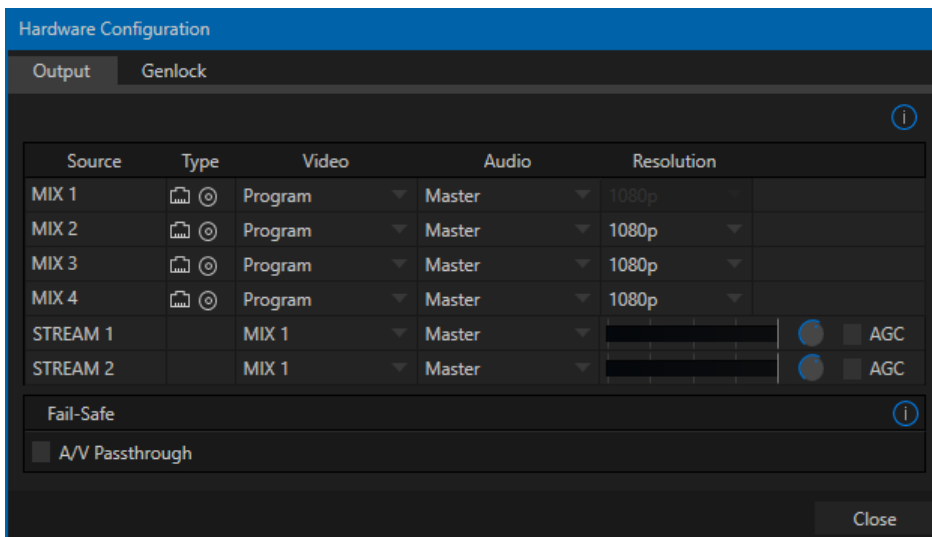 Hardware Configuration
Output Genlock
Source Type Video Audio Resolution
MIX 1 Program Master 1080p
MIX 2 Program Master 1080p
MIX 3 Program Master 1080p
MIX 4 Program Master 1080p
STREAM 1 MIX 1 Master AGC
STREAM 2 MIX 1 Master AGC
Fail-Safe
A/V Passthrough
Close